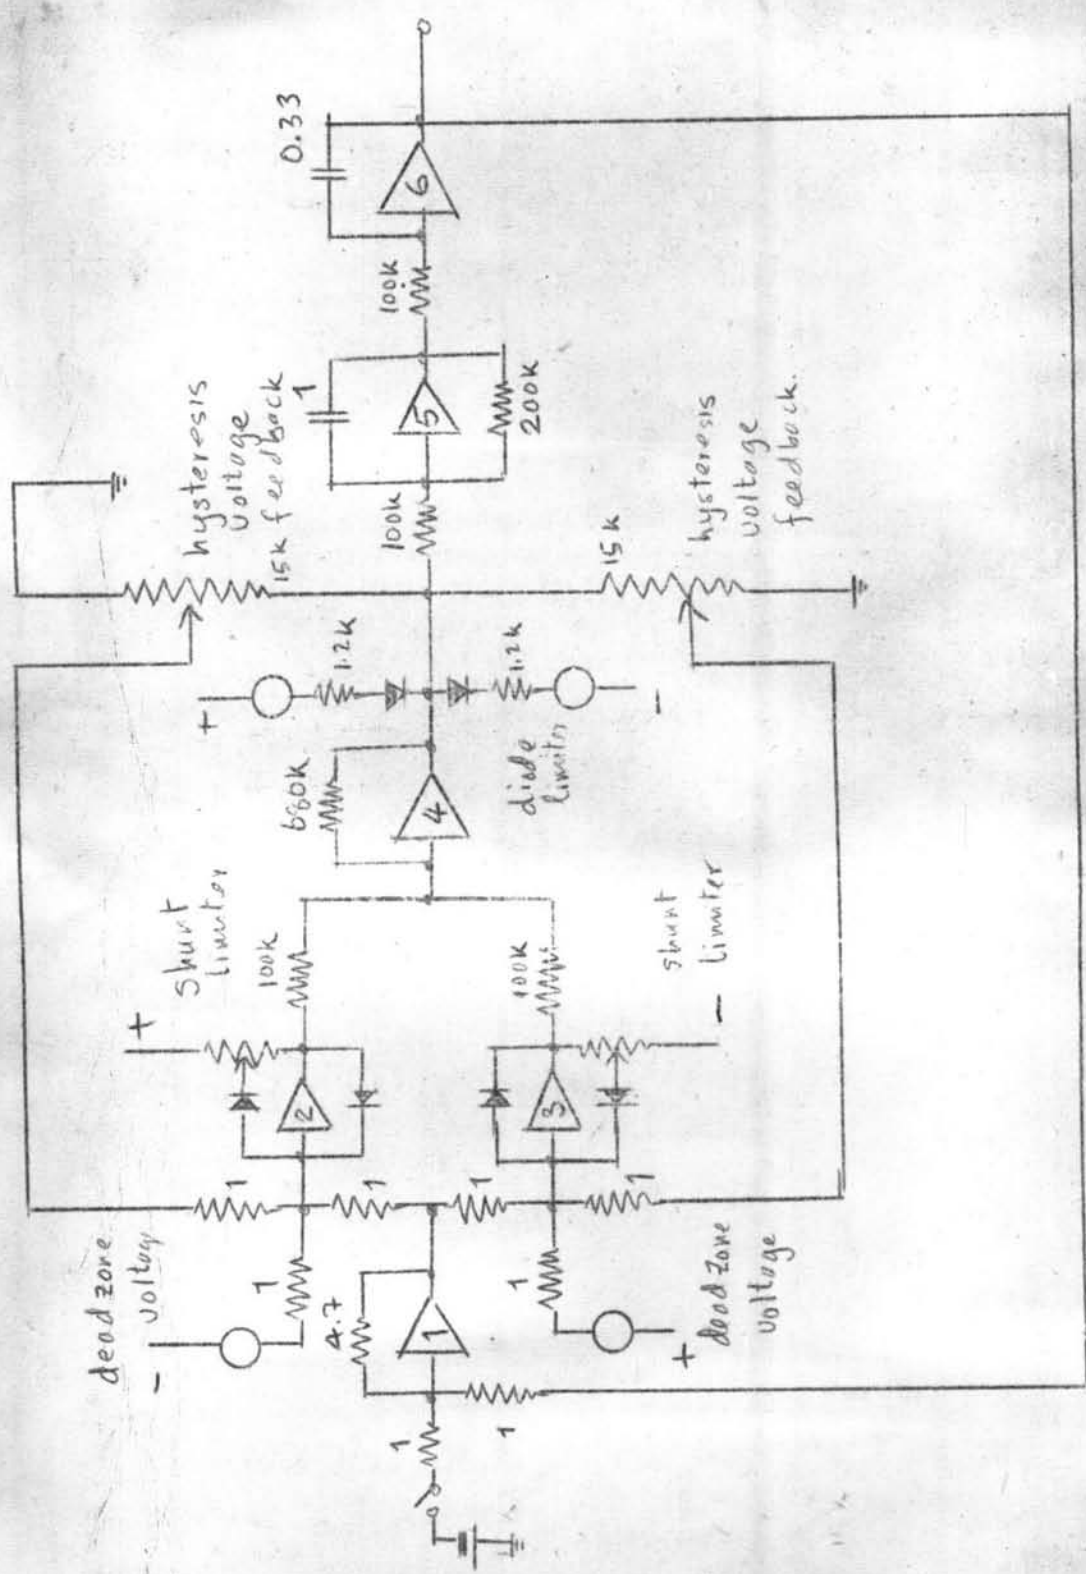 dead zone
voltage
-
1
1
1
shunt
limiter
+
100K
2
680K
4
+
1.2K
hysteresis
voltage
15K feedback
1
5
200K
100K
100K
0.33
6
4.7
1
1
1
1
1
1
3
100K
shunt
limiter
-
diode
limiter
1.2K
-
15K
hysteresis
voltage
feedback.
+
dead zone
voltage